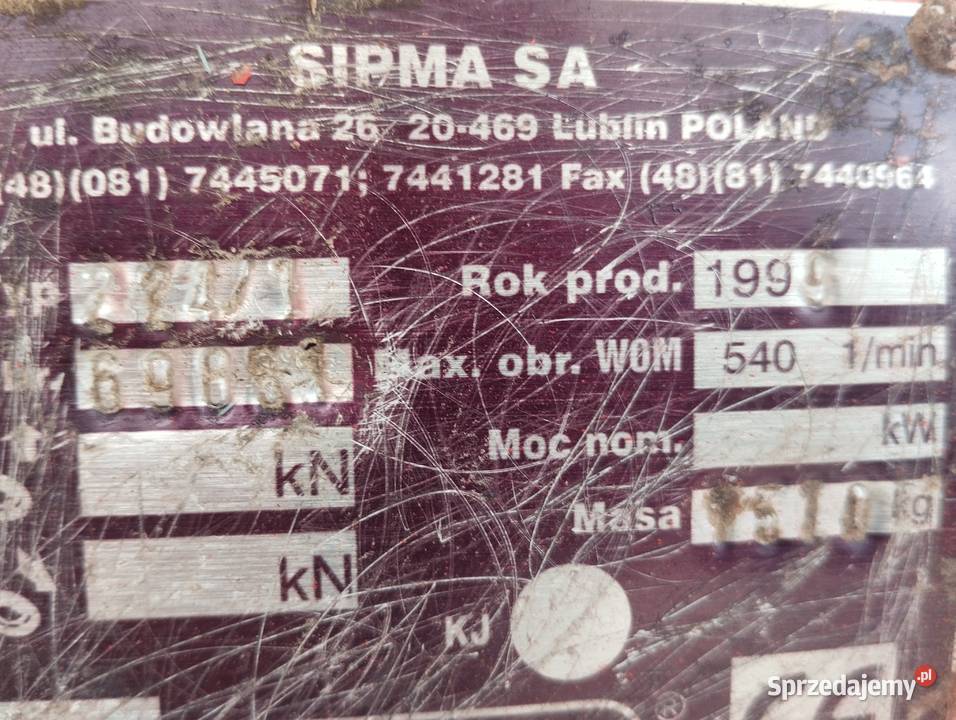 SIPMA SA
ul. Budowlana 26, 20-469 Lublin POLAND
(48)(081) 7445071; 7441281 Fax (48)(81) 7440964
Rok prod. 1999
Max. obr. WOM 540 1/min
kN Moc nom. kW
Masa kg
kN
KJ
®
Sprzedajemy.pl